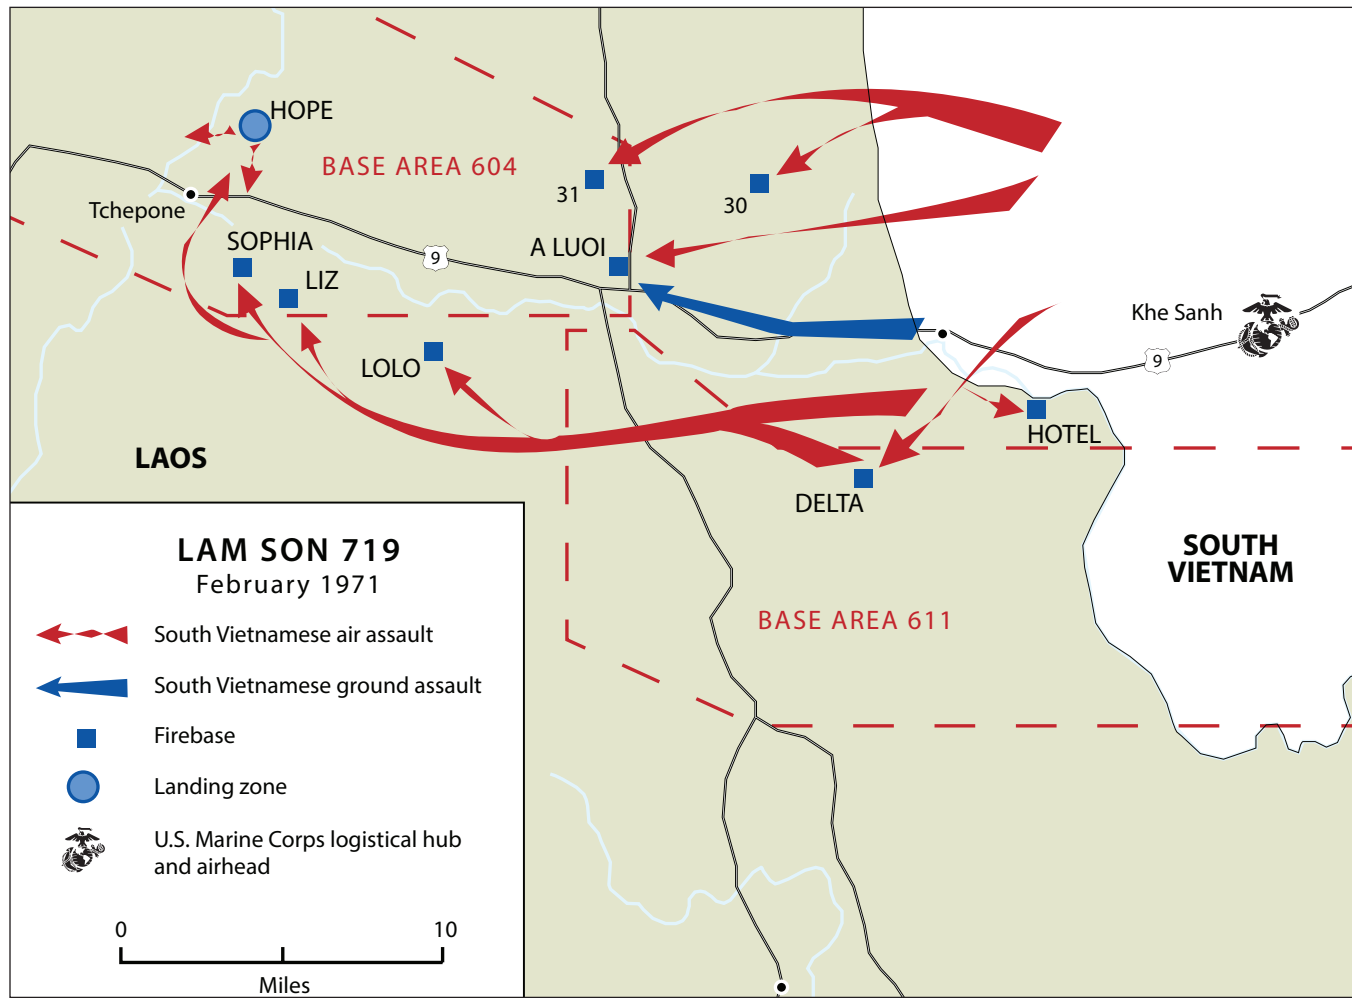 HOPE
BASE AREA 604
31
30
Tchepone
SOPHIA
A LUOI
9
LIZ
Khe Sanh
LOLO
9
HOTEL
LAOS
DELTA
SOUTH
VIETNAM
BASE AREA 611
LAM SON 719
February 1971
South Vietnamese air assault
South Vietnamese ground assault
Firebase
Landing zone
U.S. Marine Corps logistical hub
and airhead
0
10
Miles